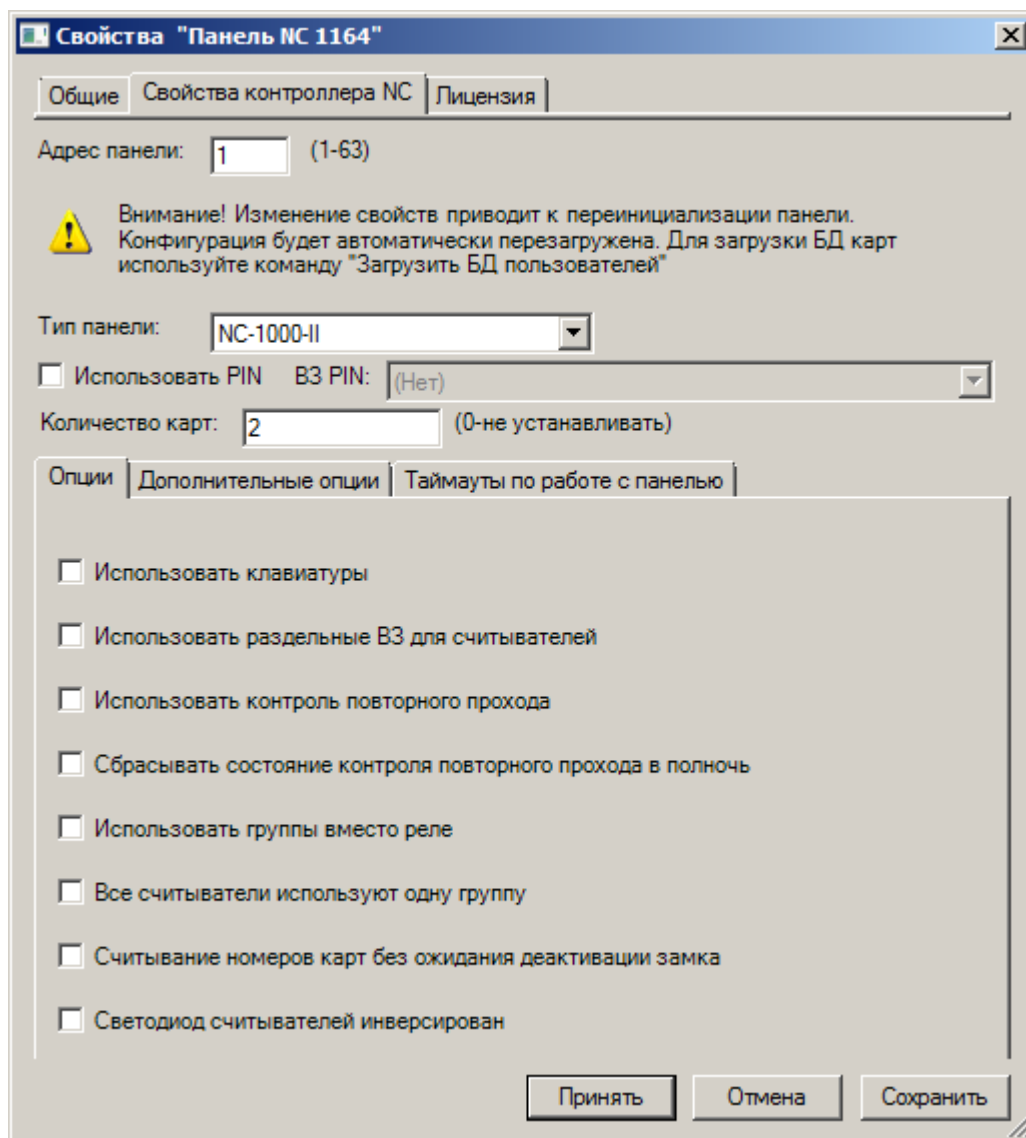 Свойства "Панель NC 1164"
Общие Свойства контроллера NC Лицензия
Адрес панели: 1 (1-63)
Внимание! Изменение свойств приводит к переинициализации панели.
Конфигурация будет автоматически перезагружена. Для загрузки БД карт
используйте команду "Загрузить БД пользователей"
Тип панели: NC-1000-II
Использовать PIN ВЗ PIN: (Нет)
Количество карт: 2 (0-не устанавливать)
Опции Дополнительные опции Таймауты по работе с панелью
Использовать клавиатуры
Использовать раздельные ВЗ для считывателей
Использовать контроль повторного прохода
Сбрасывать состояние контроля повторного прохода в полночь
Использовать группы вместо реле
Все считыватели используют одну группу
Считывание номеров карт без ожидания деактивации замка
Светодиод считывателей инверсирован
Принять Отмена Сохранить